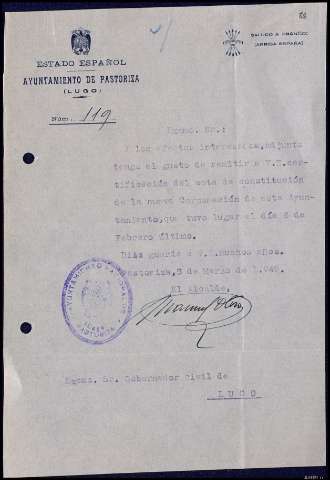 ESTADO ESPAÑOL
AYUNTAMIENTO DE PASTORIZA
(LUGO)
Núm. 119
SALUDO A FRANCO:
(ARRIBA ESPAÑA)
Excmo. Sr.:
A los efectos interesados, adjunto
tengo el gusto de remitir a V.E. cer-
tificación del acta de constitución
de la nueva Corporación de este Ayun-
tamiento, que tuvo lugar el día 6 de
Febrero último.
Dios guarde a V.E. muchos años.
Pastoriza, 3 de Marzo de 1.949.
El Alcalde,
AYUNTAMIENTO
PASTORIZA
Excmo. Sr. Gobernador Civil de
LUGO